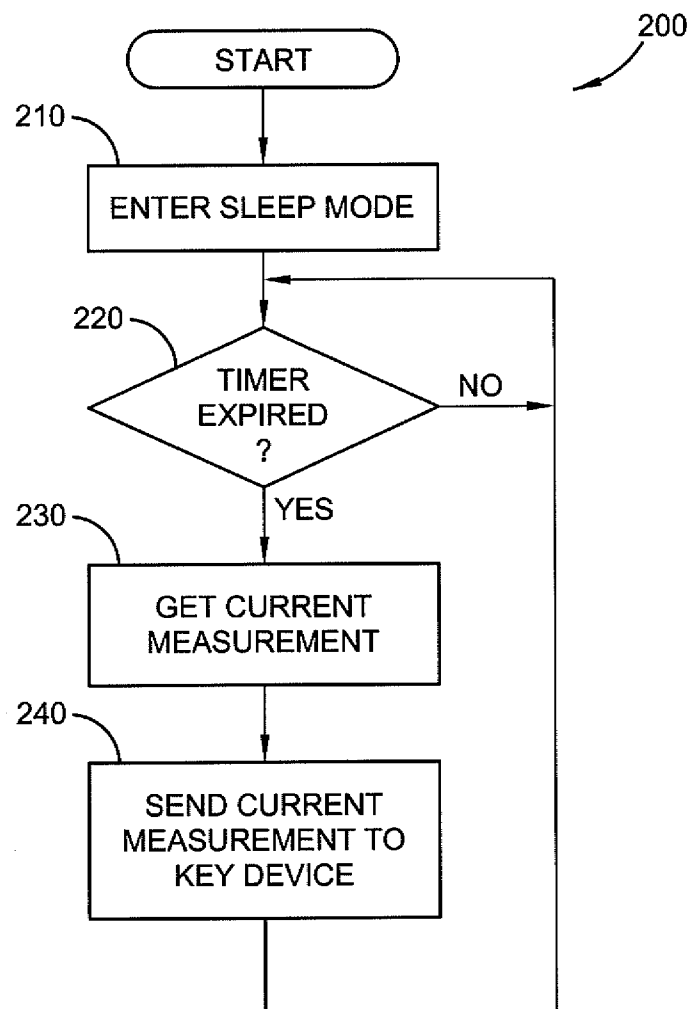 200
START
210
ENTER SLEEP MODE
220
TIMER
EXPIRED
?
NO
YES
230
GET CURRENT
MEASUREMENT
240
SEND CURRENT
MEASUREMENT TO
KEY DEVICE